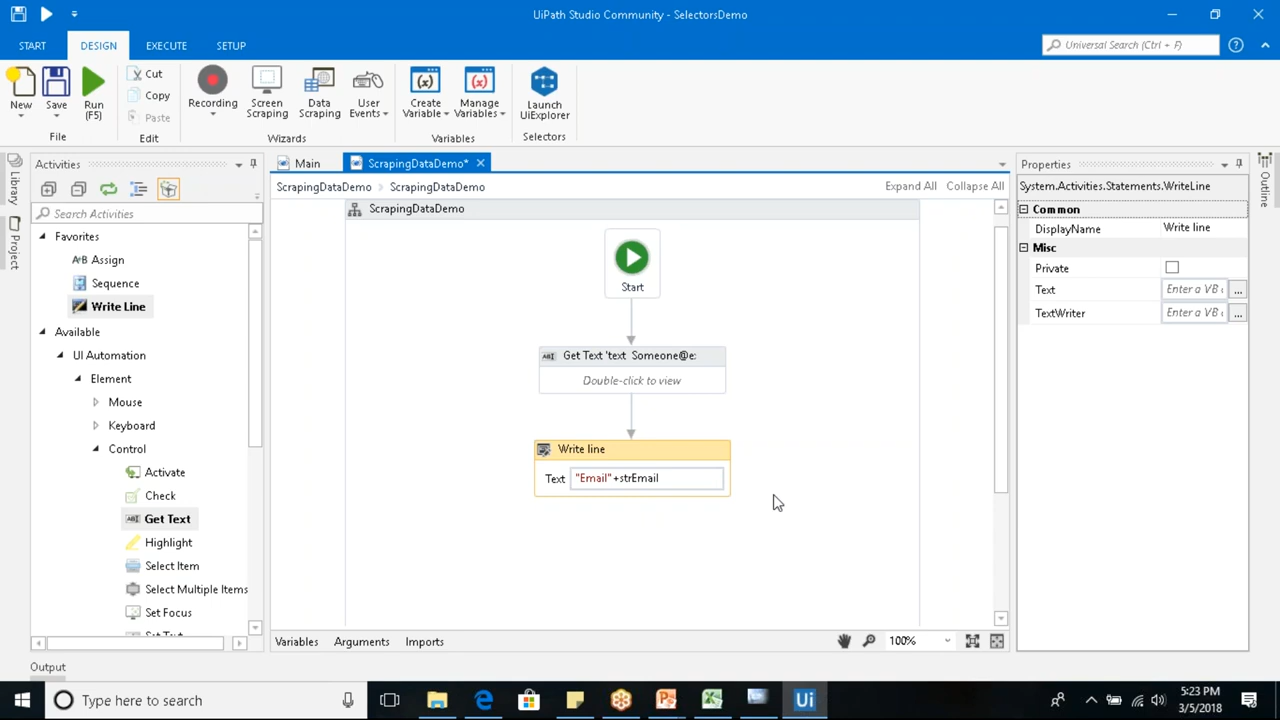 UiPath Studio Community - SelectorsDemo
START
DESIGN
EXECUTE
SETUP
Universal Search (Ctrl + F)
New
Save
Run
(F5)
File
Cut
Copy
Paste
Edit
Recording
Screen
Scraping
Data
Scraping
User
Events
Wizards
Create
Variable
Manage
Variables
Variables
Launch
UiExplorer
Selectors
Activities
Main
ScrapingDataDemo*
ScrapingDataDemo
ScrapingDataDemo
Expand All
Collapse All
Library
Project
Search Activities
Favorites
A+B Assign
Sequence
Write Line
Available
UI Automation
Element
Mouse
Keyboard
Control
Activate
Check
Get Text
Highlight
Select Item
Select Multiple Items
Set Focus
ScrapingDataDemo
Start
Get Text 'text Someone@e:
Double-click to view
Write line
Text "Email"+strEmail
Variables
Arguments
Imports
100%
Properties
System.Activities.Statements.WriteLine
Common
DisplayName
Write line
Misc
Private
Text
Enter a VB
...
TextWriter
Enter a VB
...
Outline
Output
Type here to search
Ui
5:23 PM
3/5/2018